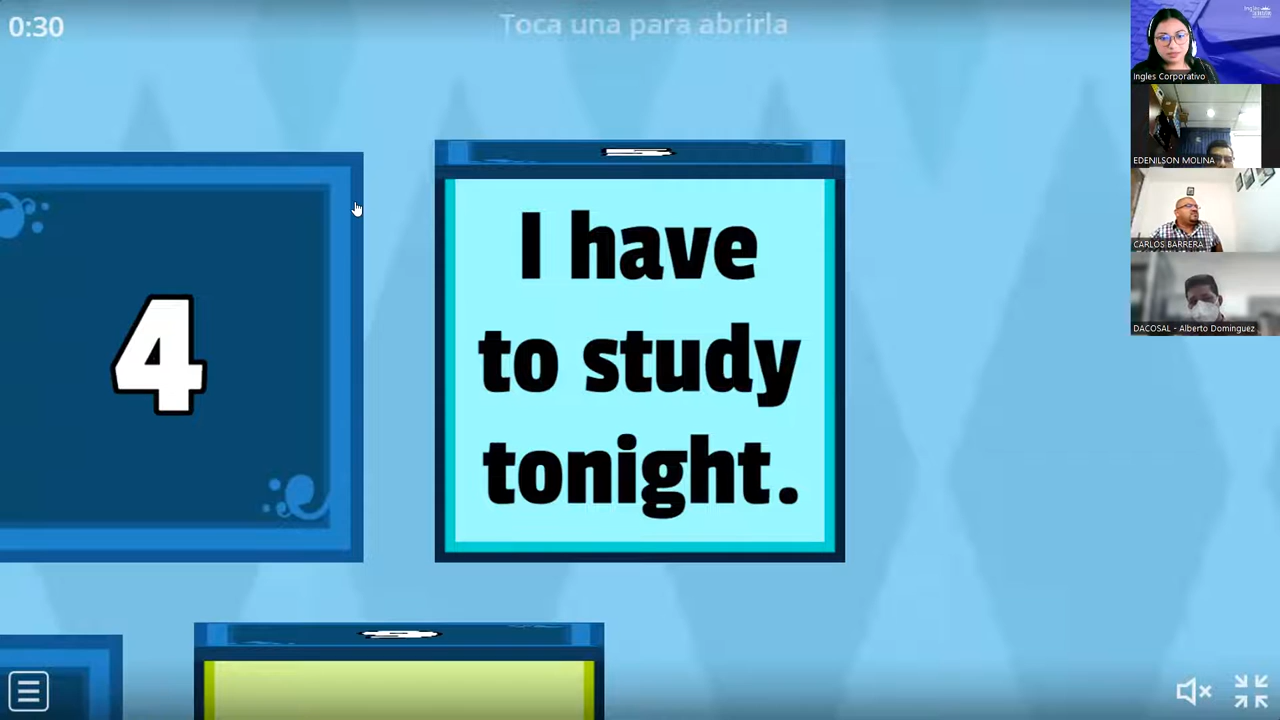 0:30
Toca una para abrirla
Ingles Corporativo
EDENILSON MOLINA
CARLOS BARRERA
DACOSAL - Alberto Dominguez
4
I have
to study
tonight.